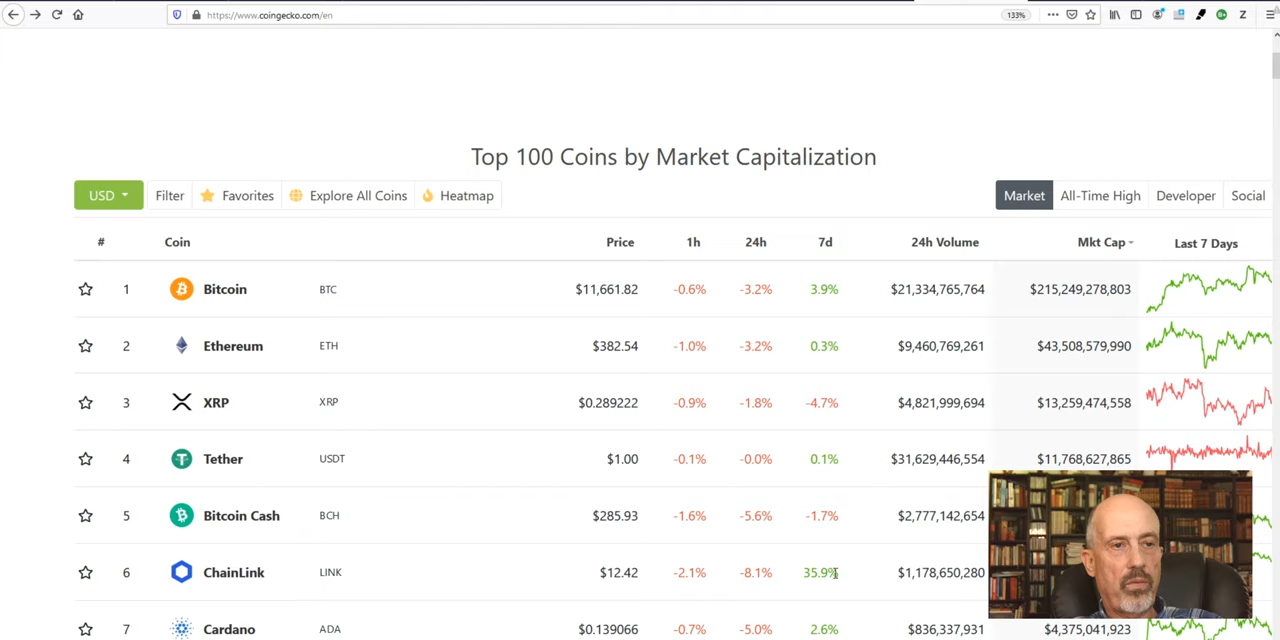 https://www.coingecko.com/en
133%
Z
Top 100 Coins by Market Capitalization
USD Filter Favorites Explore All Coins Heatmap Market All-Time High Developer Social
# Coin Price 1h 24h 7d 24h Volume Mkt Cap Last 7 Days
1 Bitcoin BTC $11,661.82 -0.6% -3.2% 3.9% $21,334,765,764 $215,249,278,803
2 Ethereum ETH $382.54 -1.0% -3.2% 0.3% $9,460,769,261 $43,508,579,990
3 XRP XRP $0.289222 -0.9% -1.8% -4.7% $4,821,999,694 $13,259,474,558
4 Tether USDT $1.00 -0.1% -0.0% 0.1% $31,629,446,554 $11,768,627,865
5 Bitcoin Cash BCH $285.93 -1.6% -5.6% -1.7% $2,777,142,654
6 ChainLink LINK $12.42 -2.1% -8.1% 35.9% $1,178,650,280
7 Cardano ADA $0.139066 -0.7% -5.0% 2.6% $836,337,931 $4,375,041,923